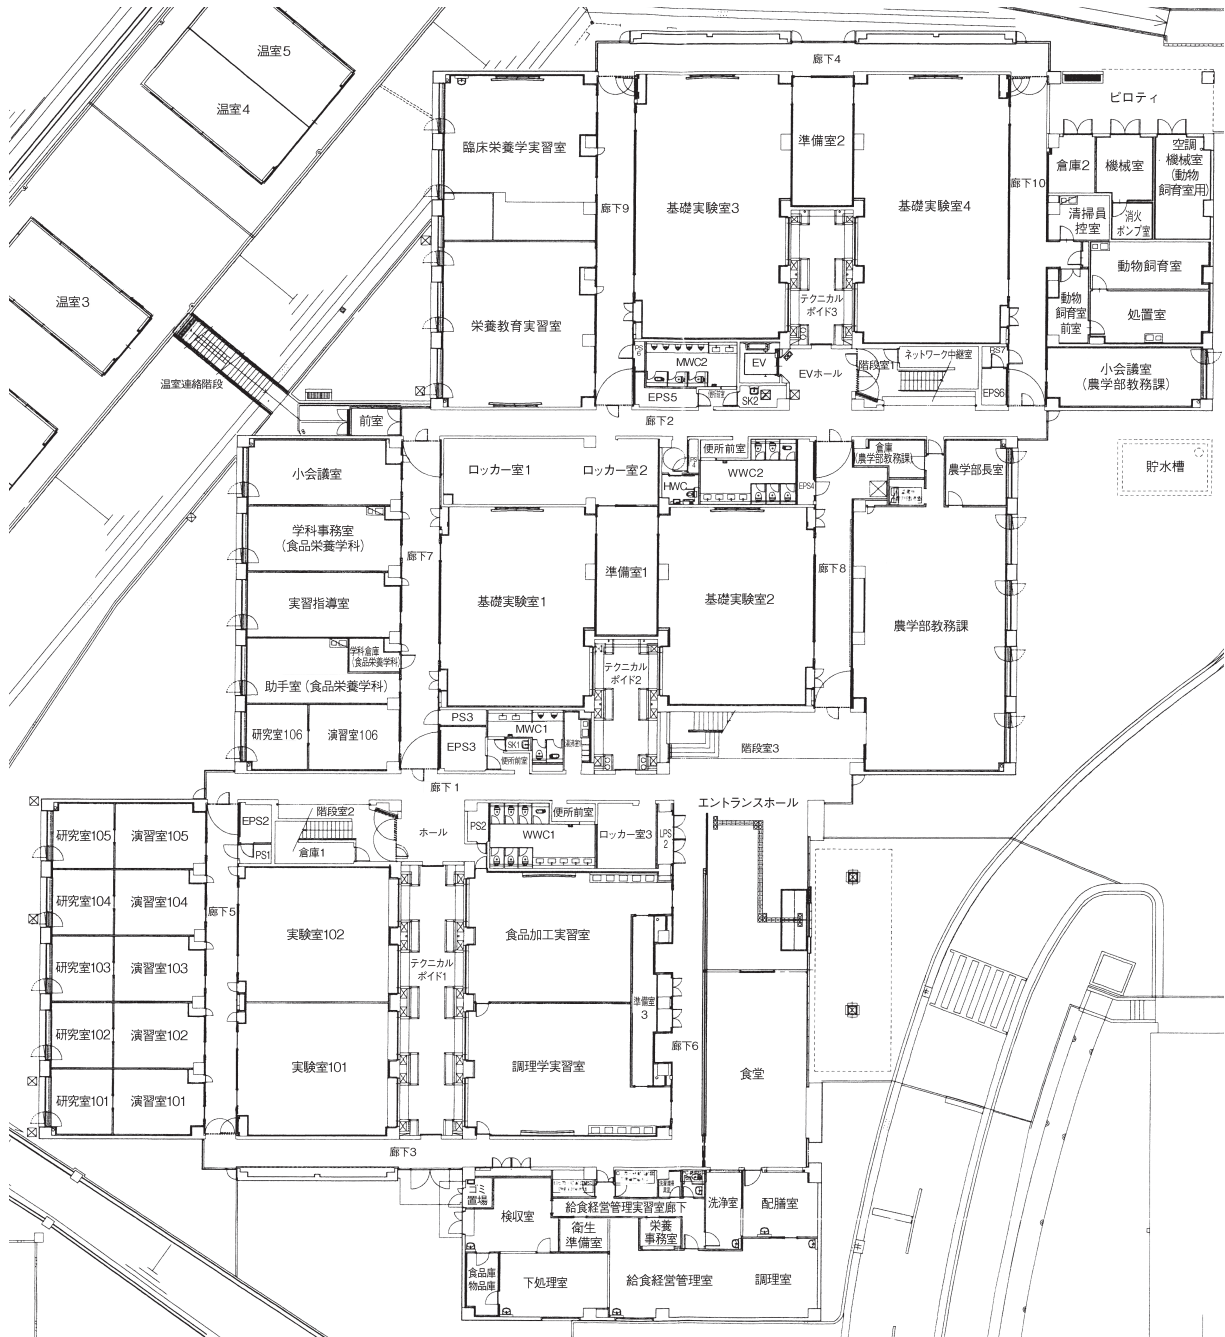 温室5
温室4
温室3
温室連絡階段
廊下4
ピロティ
臨床栄養学実習室
準備室2
倉庫2
機械室
空調
機械室
(動物
飼育室用)
廊下9
基礎実験室3
基礎実験室4
廊下10
清掃員
控室
消火
ポンプ室
動物飼育室
動物
飼育室
前室
処置室
栄養教育実習室
テクニカル
ボイド3
PS
6
MWC2
EV
EVホール
階段室1
ネットワーク中継室
PS7
小会議室
(農学部教務課)
EPS5
便所前室
SK2
EPS6
前室
廊下2
小会議室
ロッカー室1
ロッカー室2
PS
4
便所前室
HWC
WWC2
EPS4
倉庫
(農学部教務課)
農学部長室
貯水槽
学科事務室
(食品栄養学科)
廊下7
準備室1
廊下8
実習指導室
基礎実験室1
基礎実験室2
農学部教務課
学科倉庫
(食品栄養学科)
助手室(食品栄養学科)
テクニカル
ボイド2
研究室106
演習室106
PS3
MWC1
EPS3
SK1
便所前室
階段室3
廊下1
エントランスホール
研究室105
演習室105
EPS2
階段室2
PS1
倉庫1
ホール
PS2
便所前室
WWC1
ロッカー室3
LPS
2
研究室104
演習室104
廊下5
実験室102
食品加工実習室
研究室103
演習室103
テクニカル
ボイド1
準備室
3
研究室102
演習室102
廊下6
実験室101
調理学実習室
食堂
研究室101
演習室101
廊下3
ゴミ
置場
検収室
給食経営管理実習室廊下
洗浄室
配膳室
衛生
準備室
栄養
事務室
食品庫
物品庫
下処理室
給食経営管理室
調理室